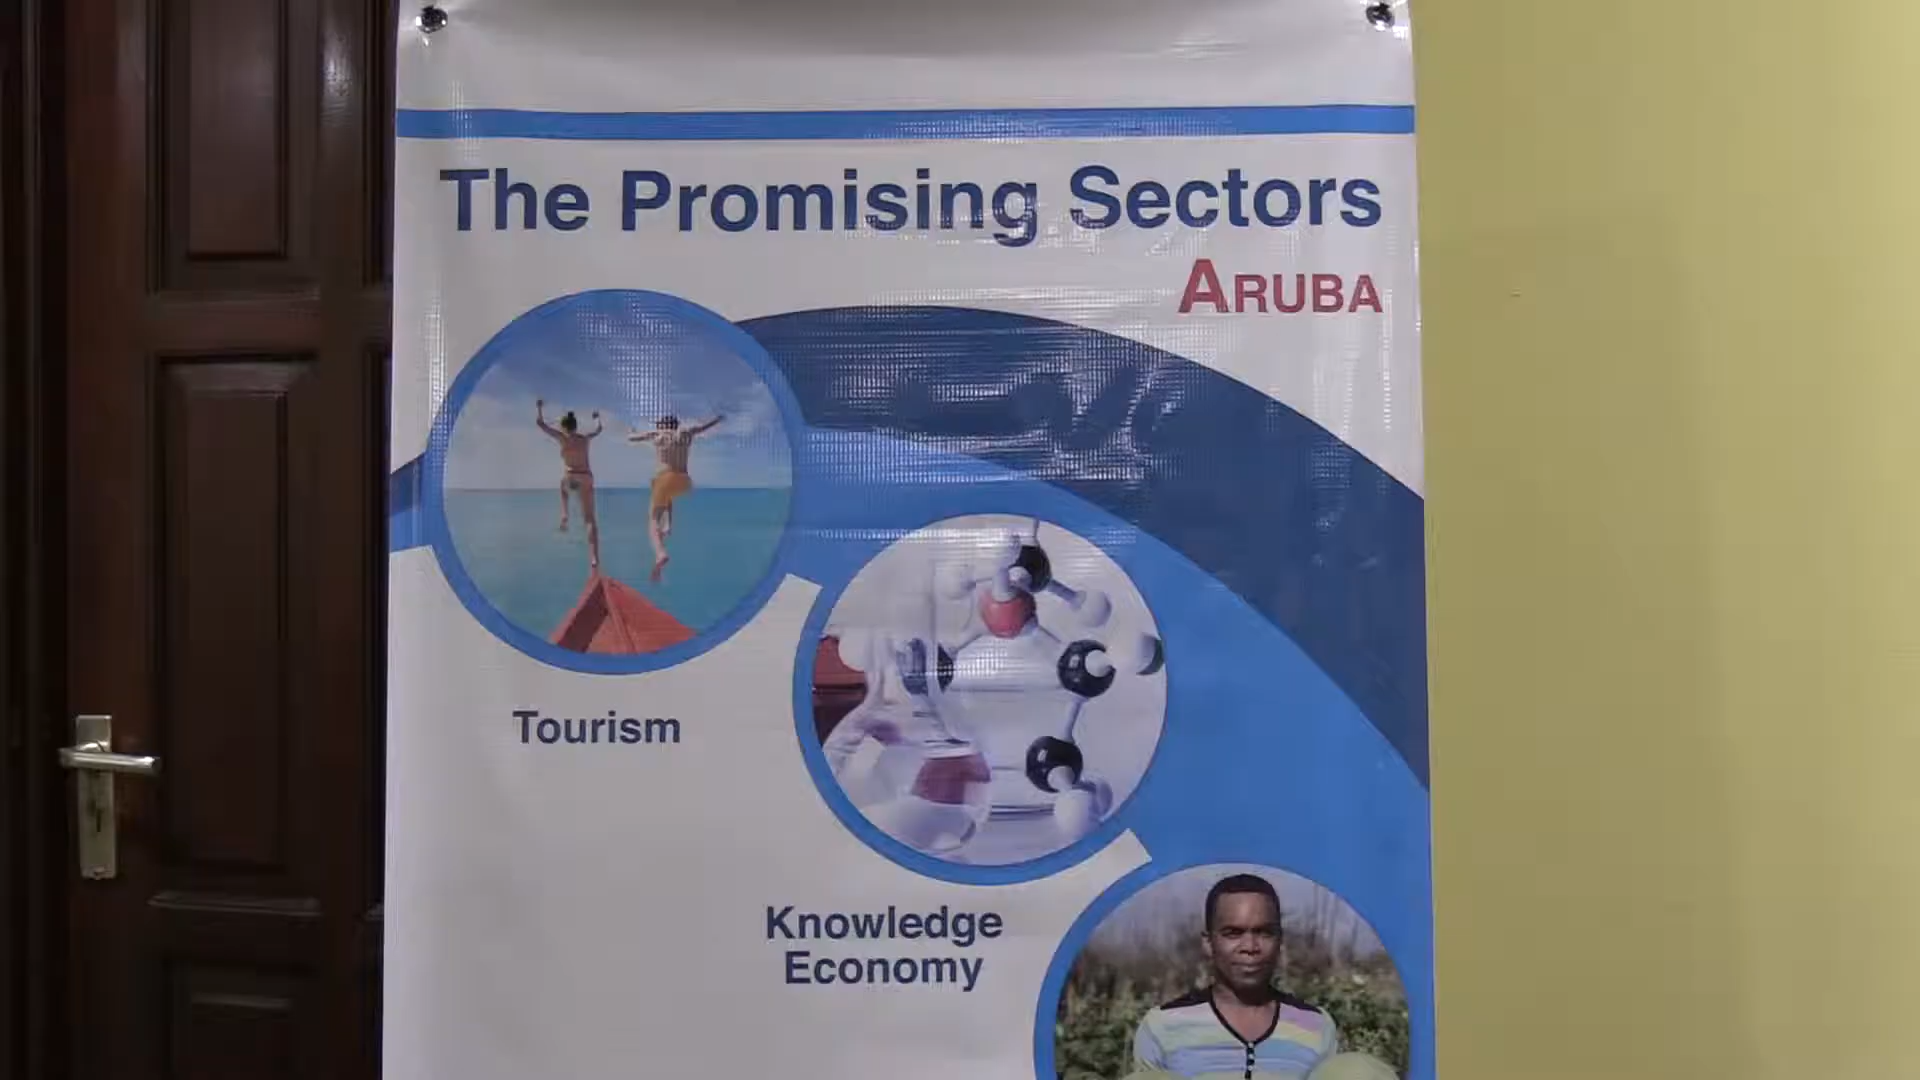 The Promising Sectors
ARUBA
Tourism
Knowledge
Economy